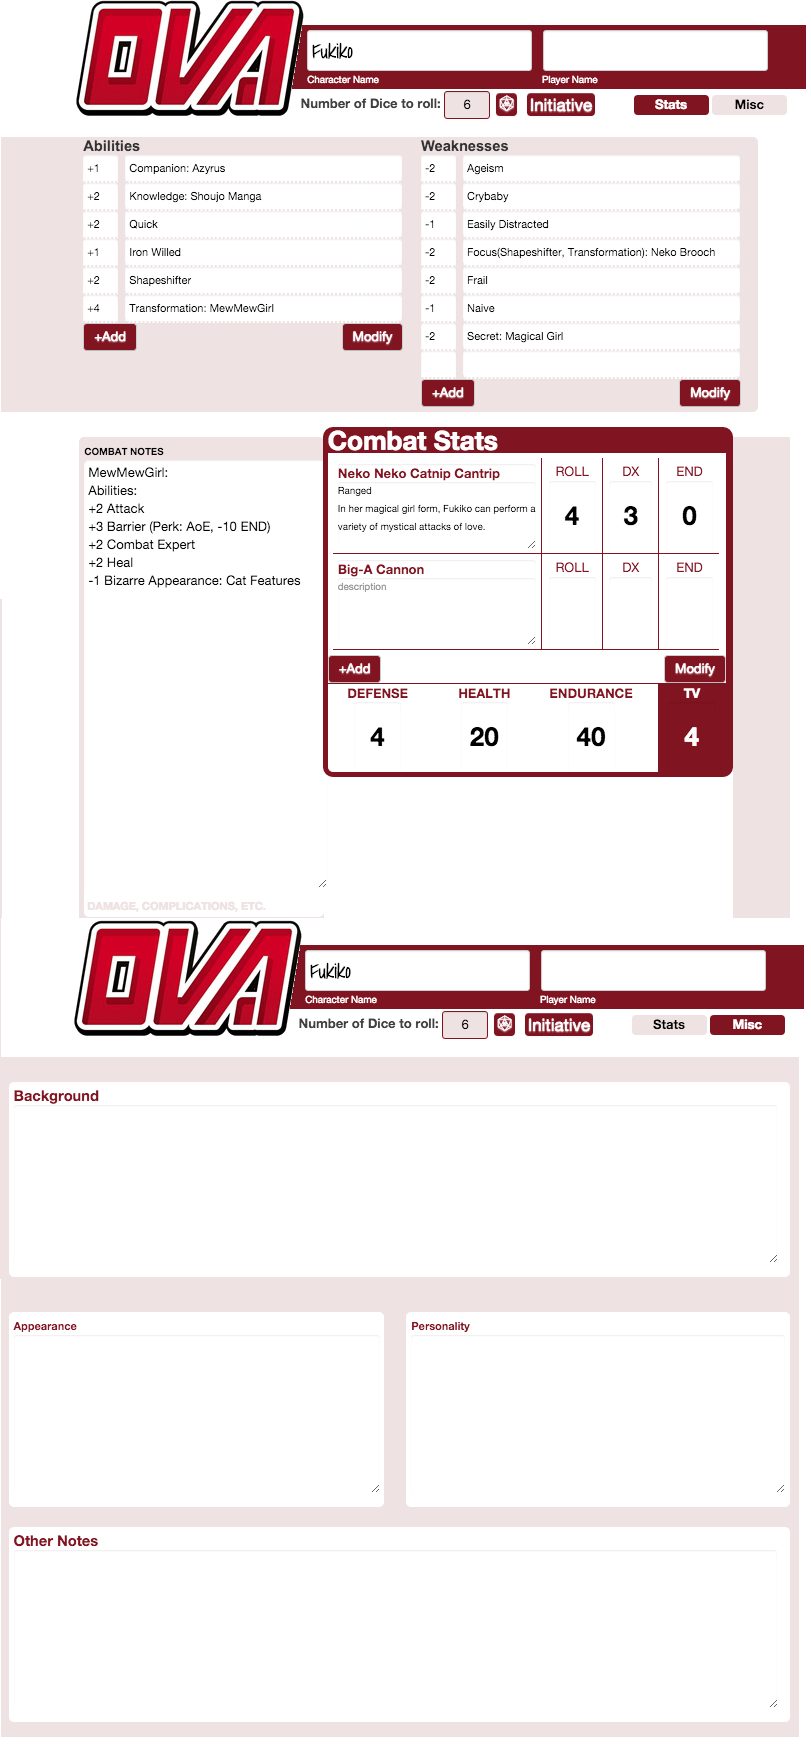 OVA
Fukiko
Character Name
Player Name
Number of Dice to roll: 6 Initiative Stats Misc
Abilities
+1 Companion: Azyrus
+2 Knowledge: Shoujo Manga
+2 Quick
+1 Iron Willed
+2 Shapeshifter
+4 Transformation: MewMewGirl
+Add Modify
Weaknesses
-2 Ageism
-2 Crybaby
-1 Easily Distracted
-2 Focus(Shapeshifter, Transformation): Neko Brooch
-2 Frail
-1 Naive
-2 Secret: Magical Girl
+Add Modify
COMBAT NOTES
MewMewGirl:
Abilities:
+2 Attack
+3 Barrier (Perk: AoE, -10 END)
+2 Combat Expert
+2 Heal
-1 Bizarre Appearance: Cat Features
DAMAGE, COMPLICATIONS, ETC.
Combat Stats
Neko Neko Catnip Cantrip
Ranged
In her magical girl form, Fukiko can perform a
variety of mystical attacks of love.
ROLL DX END
4 3 0
Big-A Cannon
description
ROLL DX END
+Add Modify
DEFENSE HEALTH ENDURANCE TV
4 20 40 4
OVA
Fukiko
Character Name
Player Name
Number of Dice to roll: 6 Initiative Stats Misc
Background
Appearance
Personality
Other Notes